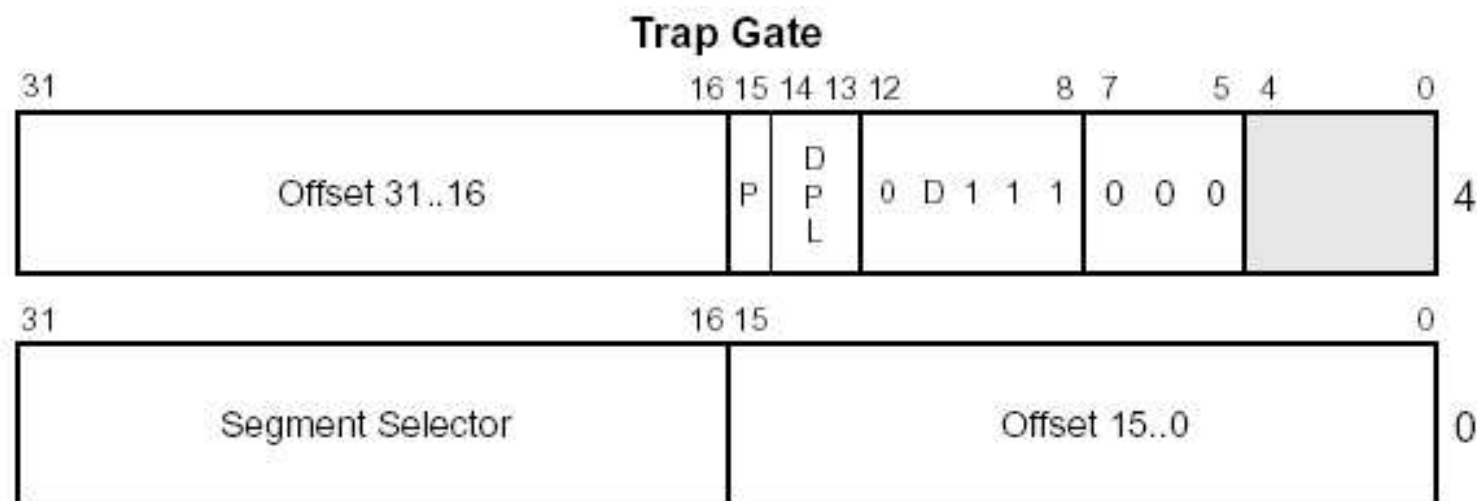 Trap Gate
31 16 15 14 13 12 8 7 5 4 0
Offset 31..16 P D P L 0 D 1 1 1 0 0 0 4
31 16 15 0
Segment Selector Offset 15..0 0